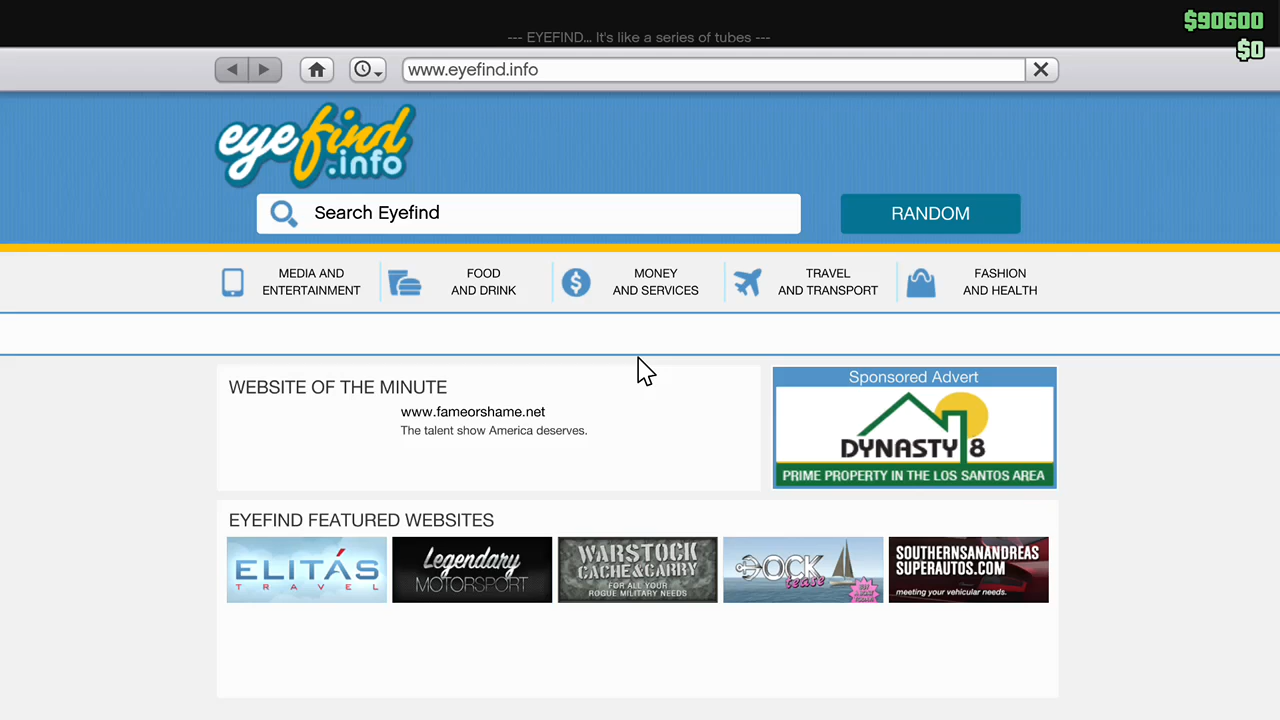 $90600
--- EYEFIND... It's like a series of tubes ---
$0
www.eyefind.info
eyefind
.info
Search Eyefind
RANDOM
MEDIA AND
ENTERTAINMENT
FOOD
AND DRINK
MONEY
AND SERVICES
TRAVEL
AND TRANSPORT
FASHION
AND HEALTH
WEBSITE OF THE MINUTE
www.fameorshame.net
The talent show America deserves.
Sponsored Advert
DYNASTY 8
PRIME PROPERTY IN THE LOS SANTOS AREA
EYEFIND FEATURED WEBSITES
ELITÁS
TRAVEL
Legendary
MOTORSPORT
WARSTOCK
CACHE&CARRY
FOR ALL YOUR
ROGUE MILITARY NEEDS
DOCK
tease
SOUTHERNSANANDREAS
SUPERAUTOS.COM
meeting your vehicular needs.